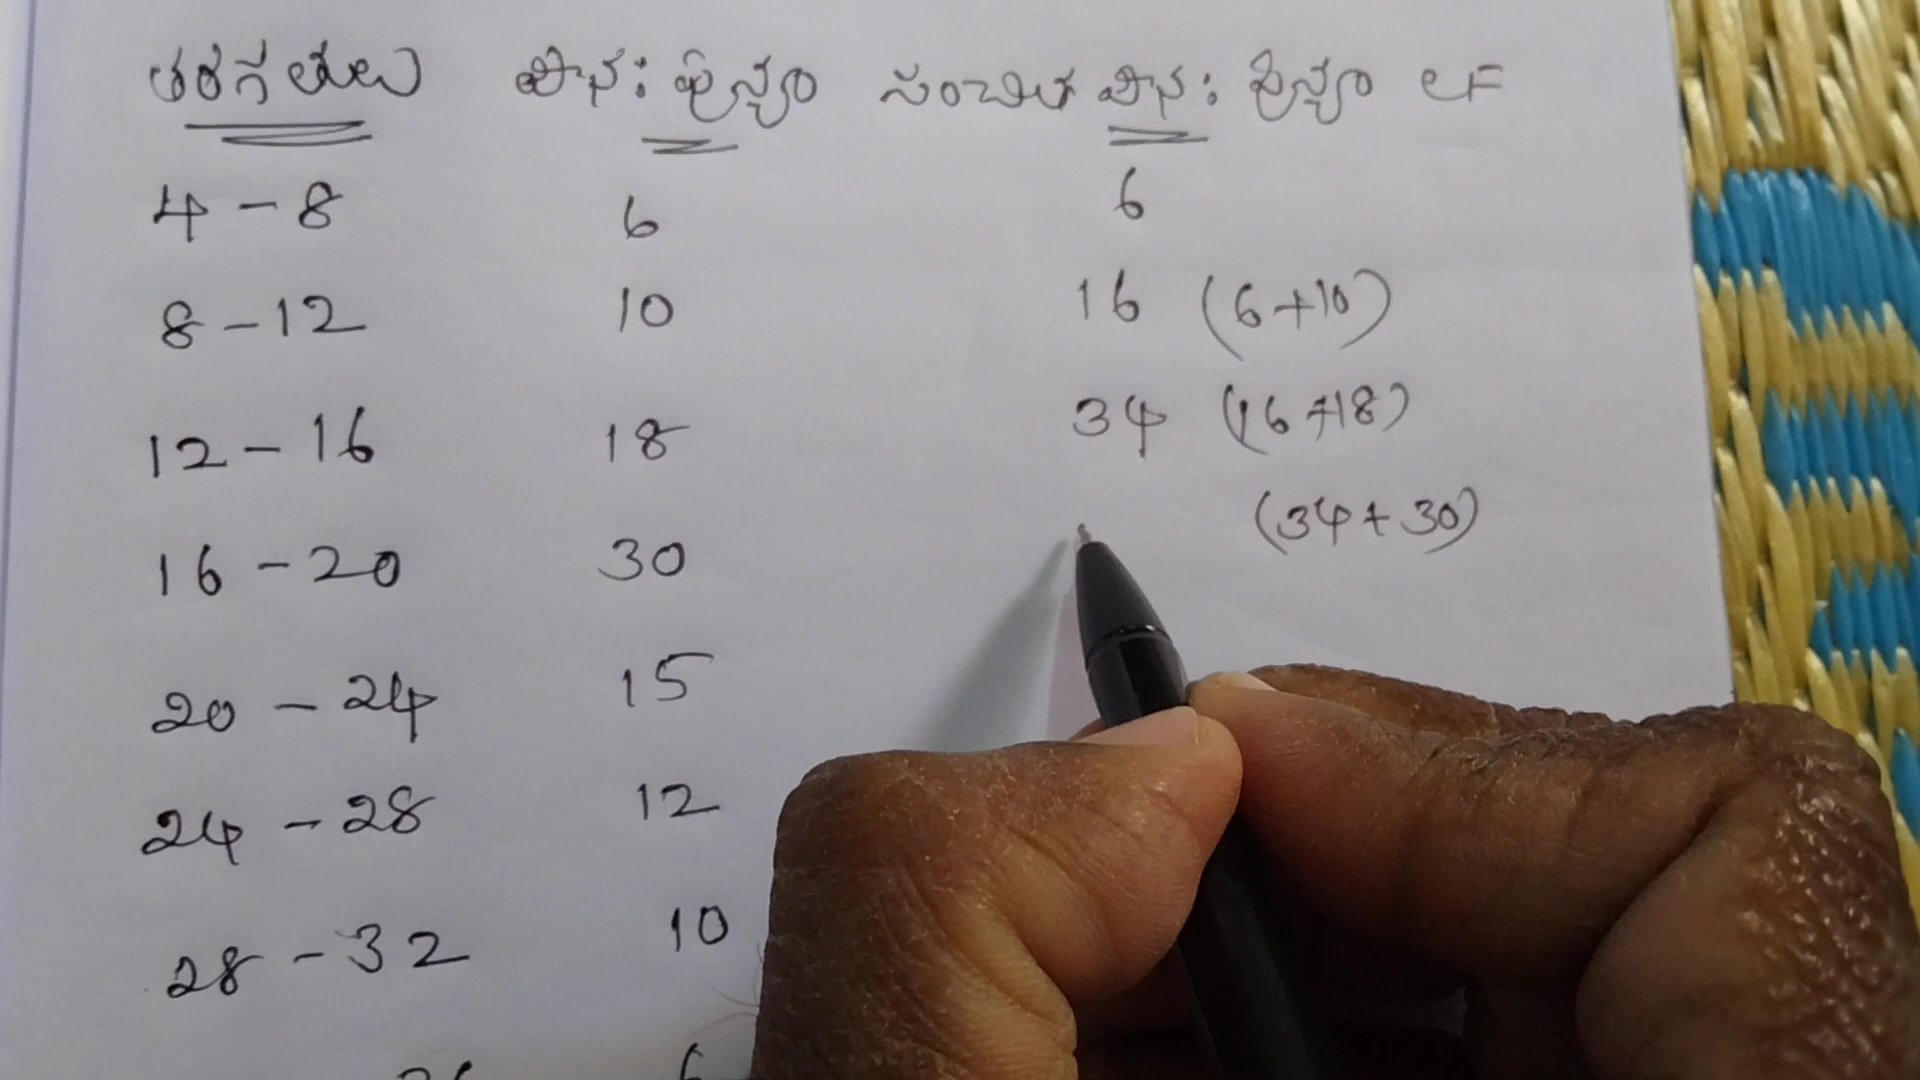 తరగతులు పౌన: పున్యం సంచిత పౌన: పున్యం CF
4 - 8 6 6
8 - 12 10 16 (6+10)
12 - 16 18 34 (16+18)
16 - 20 30 (34+30)
20 - 24 15
24 - 28 12
28 - 32 10